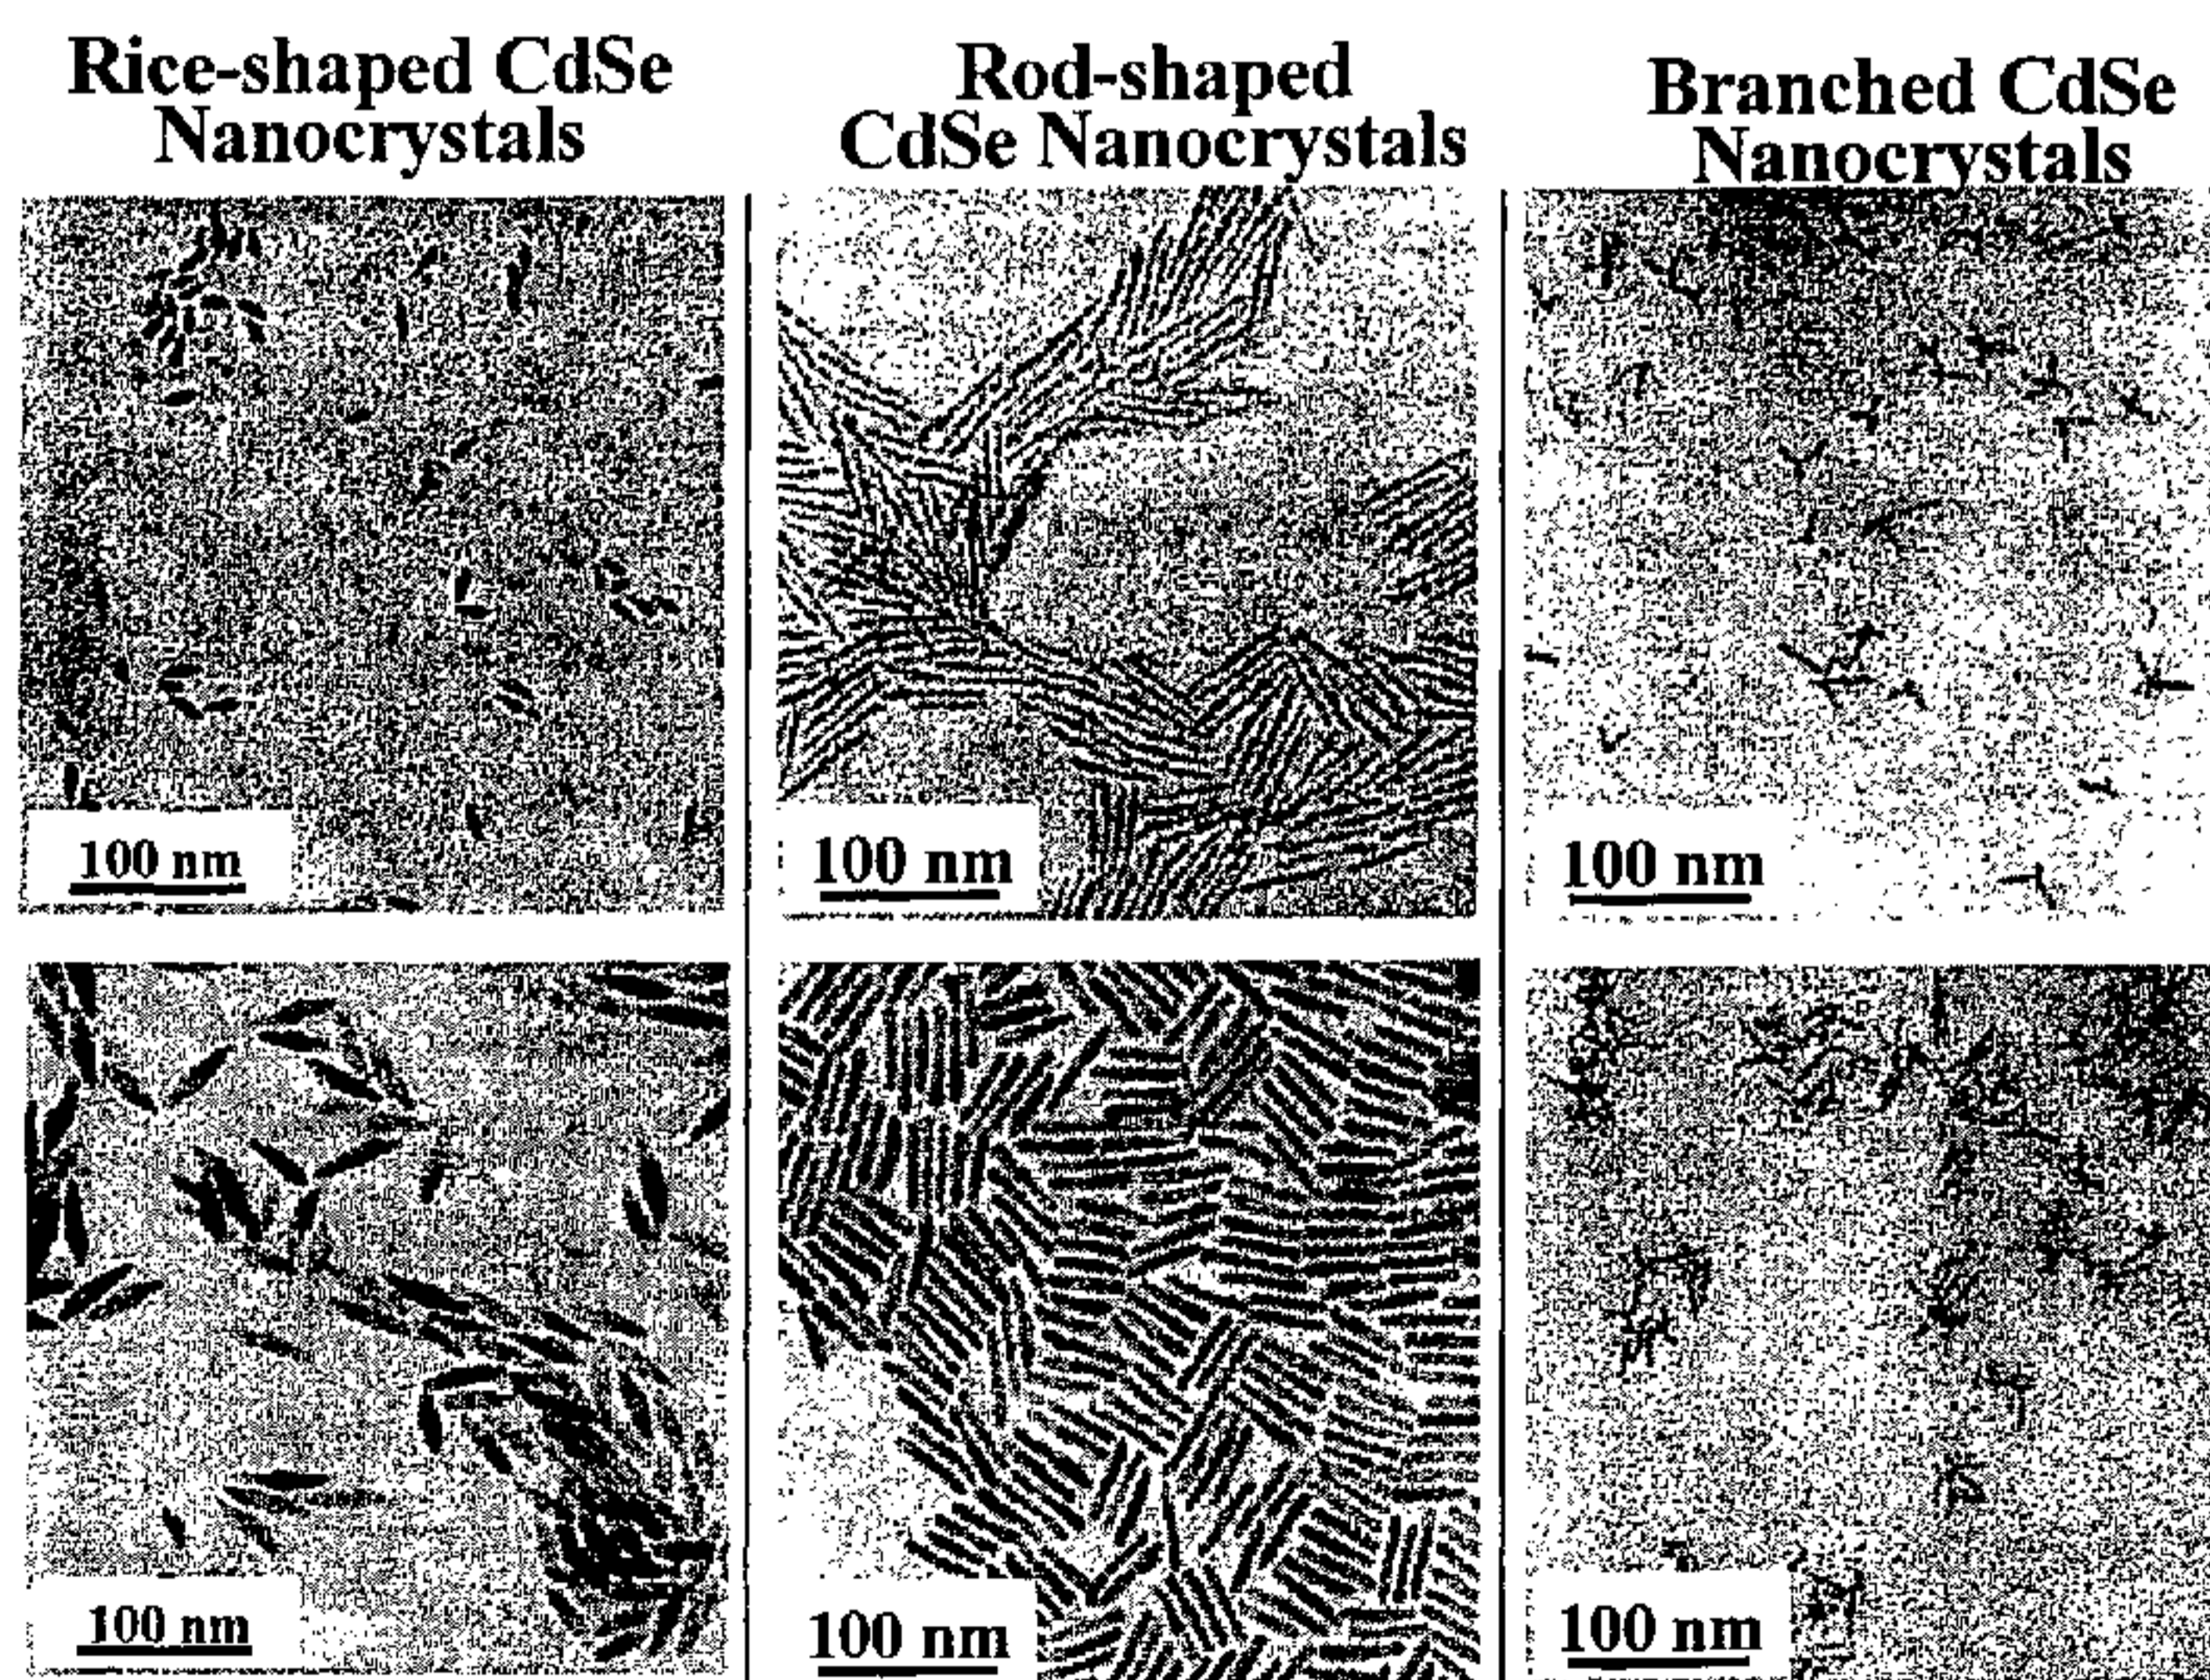 Rice-shaped CdSe
Nanocrystals
Rod-shaped
CdSe Nanocrystals
Branched CdSe
Nanocrystals
100 nm
100 nm
100 nm
100 nm
100 nm
100 nm